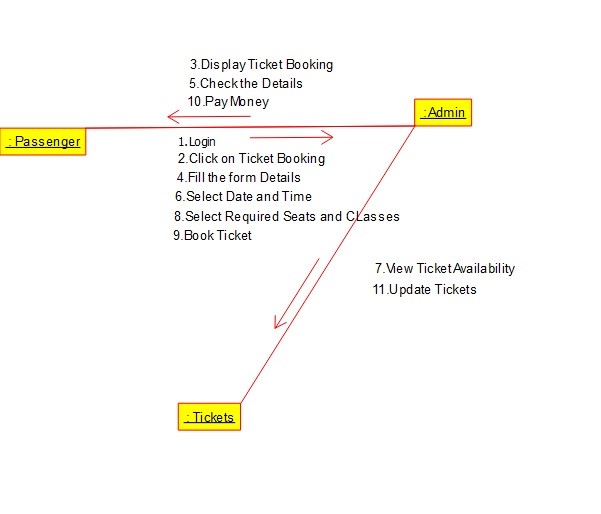 3.Display Ticket Booking
5.Check the Details
10.Pay Money
:Admin
: Passenger
1.Login
2.Click on Ticket Booking
4.Fill the form Details
6.Select Date and Time
8.Select Required Seats and CLasses
9.Book Ticket
7.View Ticket Availability
11.Update Tickets
: Tickets